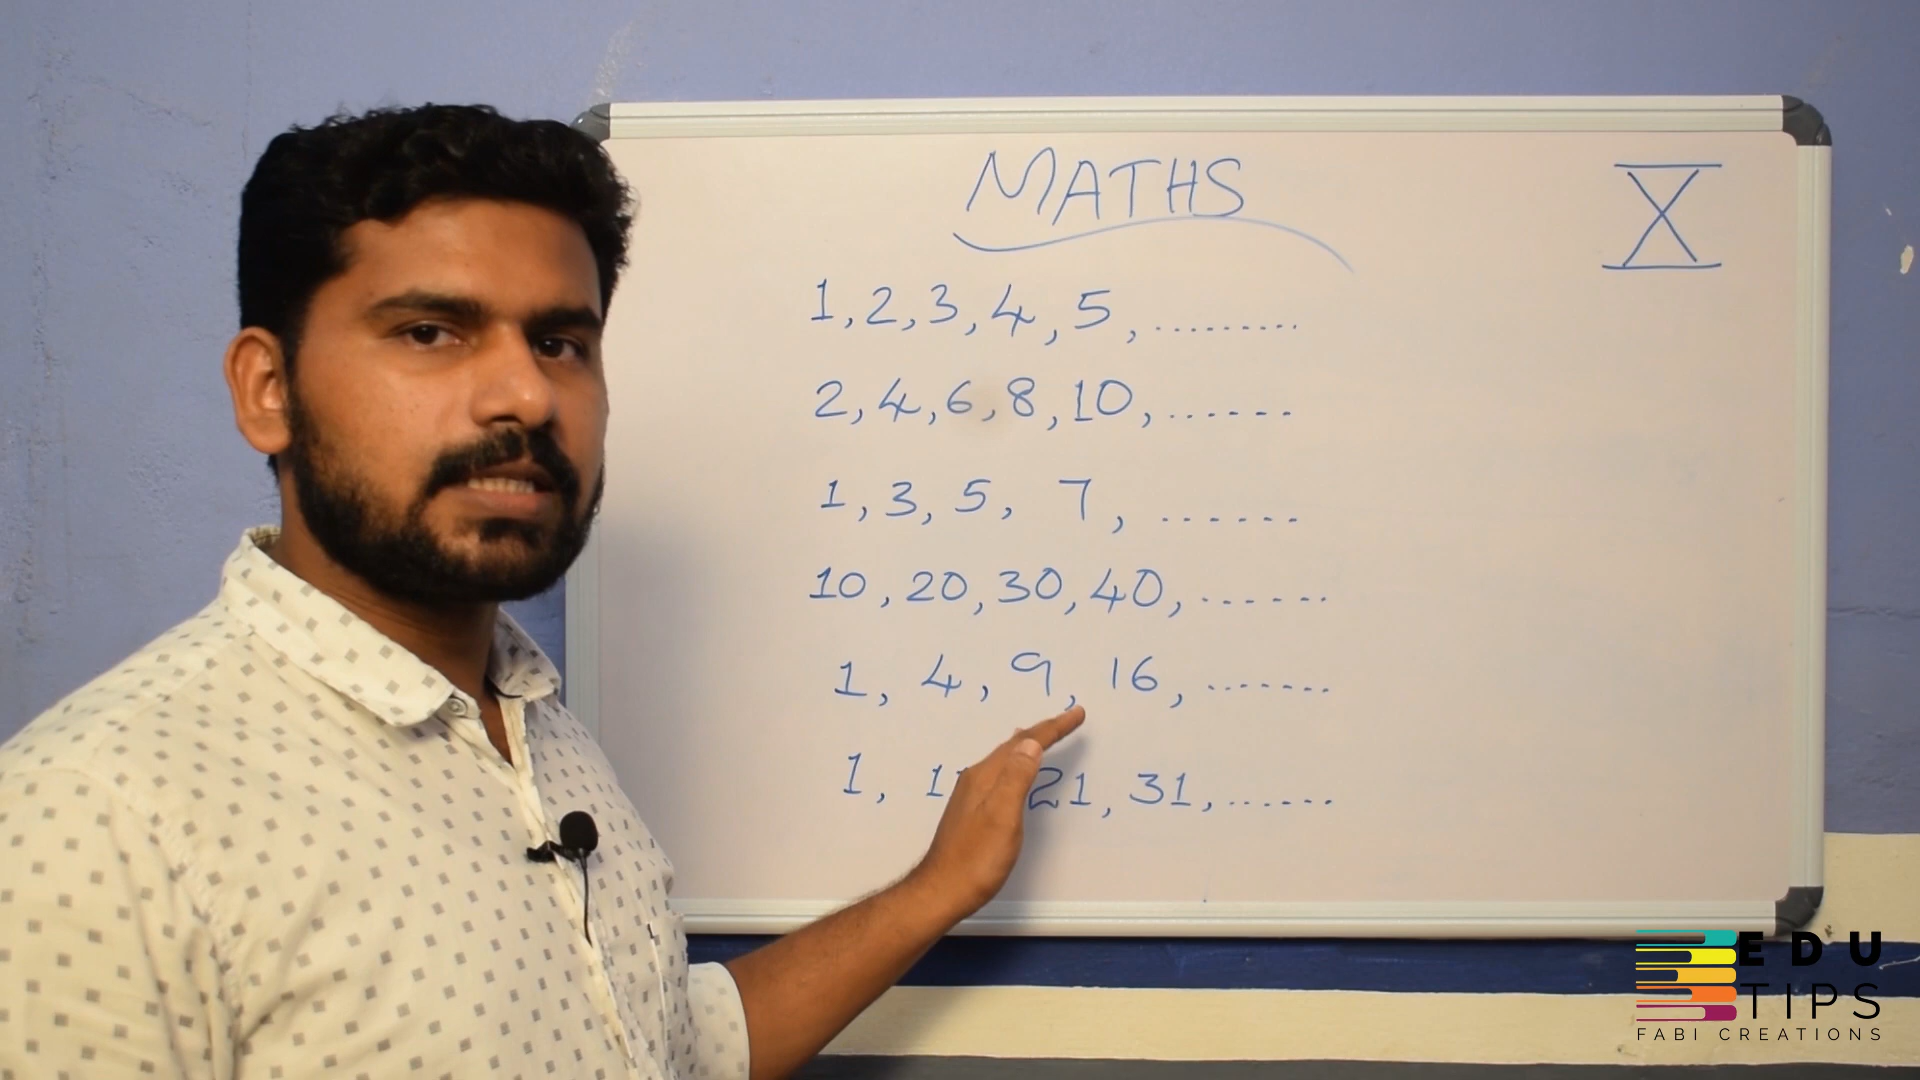 MATHS
X
1, 2, 3, 4, 5, .........
2, 4, 6, 8, 10, ......
1, 3, 5, 7, ......
10, 20, 30, 40, ......
1, 4, 9, 16, .......
1, 21, 31, ......
EDU
TIPS
FABI CREATIONS